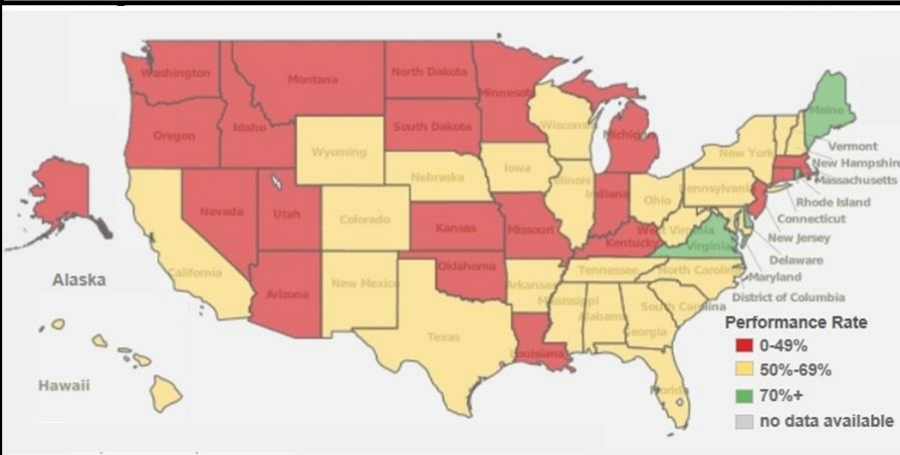 Washington
Montana
North Dakota
Minnesot
Maine
Oregon
Idaho
South Dakota
Wisconsin
Michigan
Vermont
Wyoming
New York
New Hampshir
Iowa
Massachusetts
Nebraska
Illinois
Indiana
Ohio
Pennsylvania
Rhode Island
Nevada
Utah
Colorado
Kansas
Missouri
Kentucky
West Virginia
Virginia
Connecticut
New Jersey
Delaware
California
Arizona
New Mexico
Oklahoma
Arkansas
Tennessee
North Carolina
Maryland
Alaska
Mississippi
Alabama
Georgia
South Carolina
District of Columbia
Texas
Louisiana
Florida
Hawaii
Performance Rate
0-49%
50%-69%
70%+
no data available